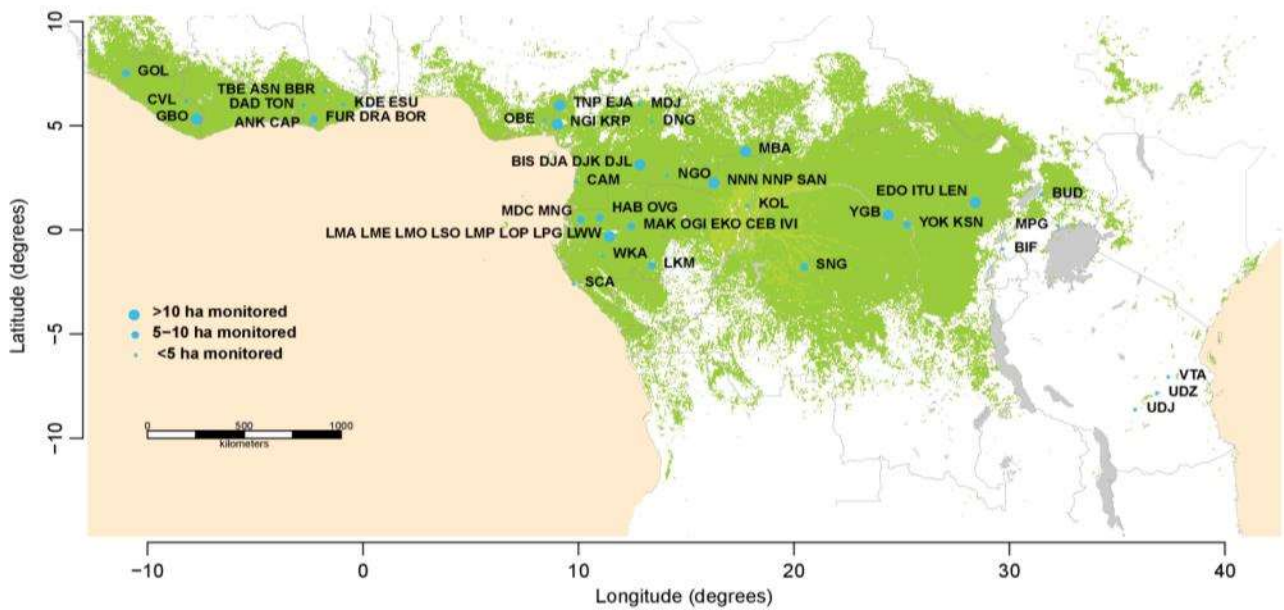 10
5
0
−5
−10
Latitude (degrees)
GOL
TBE ASN BBR
CVL
DAD TON
KDE ESU
GBO
ANK CAP
FUR DRA BOR
TNP EJA
MDJ
OBE
NGI KRP
DNG
MBA
BIS DJA DJK DJL
NGO
NNN NNP SAN
CAM
EDO ITU LEN
BUD
MDC MNG
HAB OVG
KOL
YGB
MAK OGI EKO CEB IVI
YOK KSN
MPG
LMA LME LMO LSO LMP LOP LPG LWW
WKA
BIF
LKM
SNG
SCA
>10 ha monitored
5−10 ha monitored
<5 ha monitored
VTA
UDZ
UDJ
0 500 1000
kilometers
−10 0 10 20 30 40
Longitude (degrees)